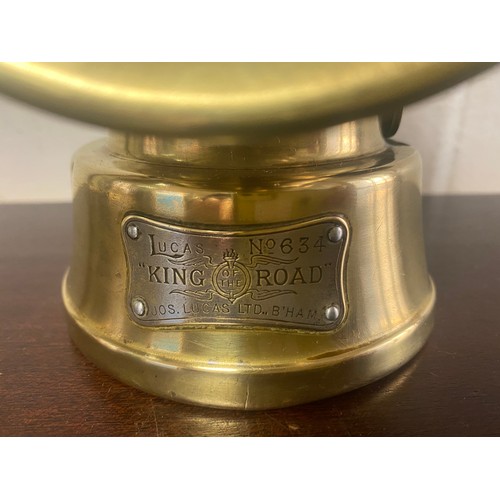 LUCAS No 634
"KING OF THE ROAD"
JOS. LUCAS LTD., B'HAM.